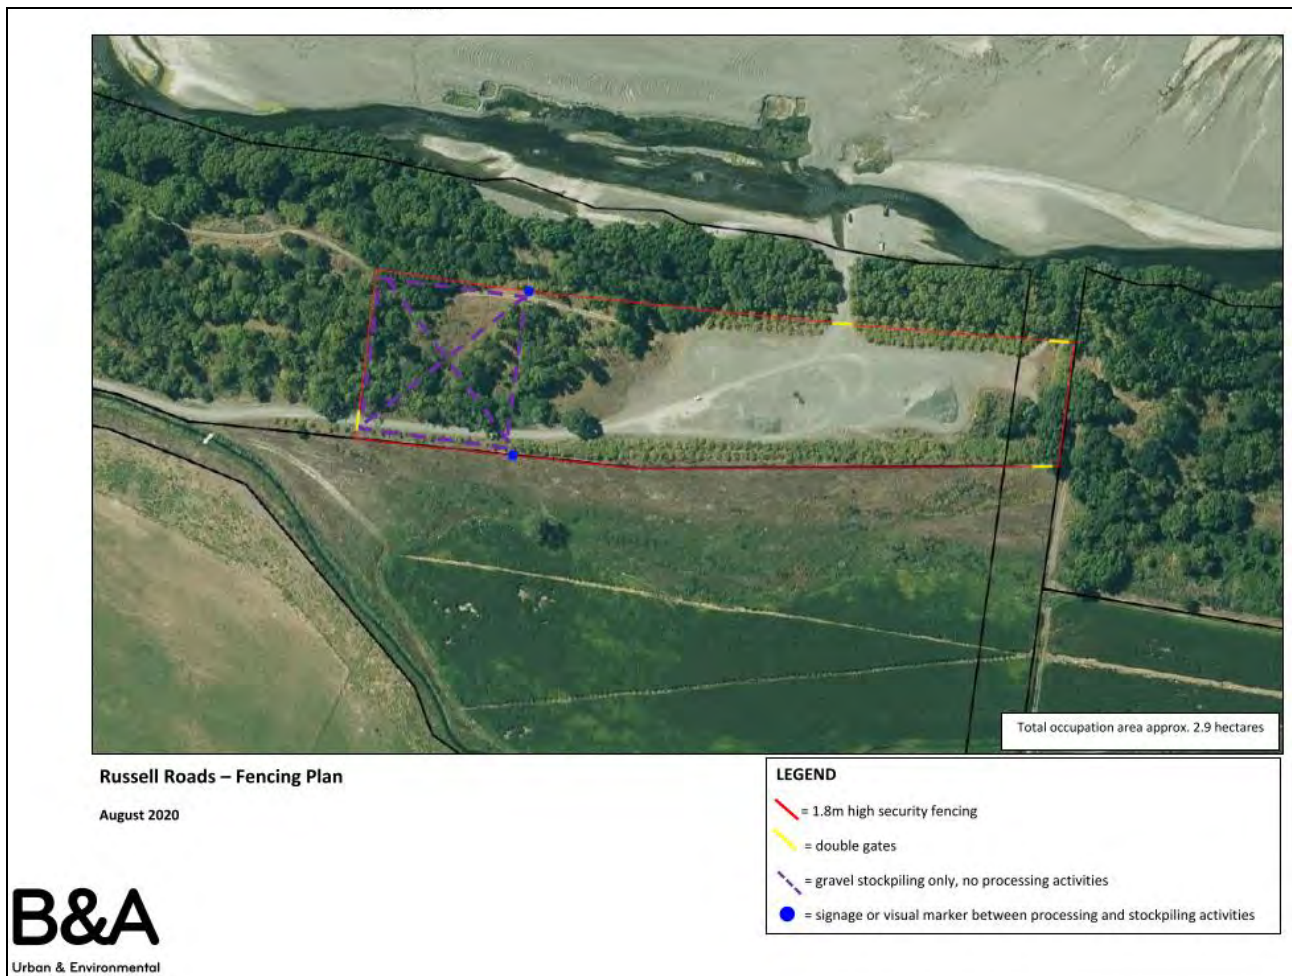 Total occupation area approx. 2.9 hectares
Russell Roads – Fencing Plan
August 2020
LEGEND
= 1.8m high security fencing
= double gates
= gravel stockpiling only, no processing activities
= signage or visual marker between processing and stockpiling activities
B&A
Urban & Environmental